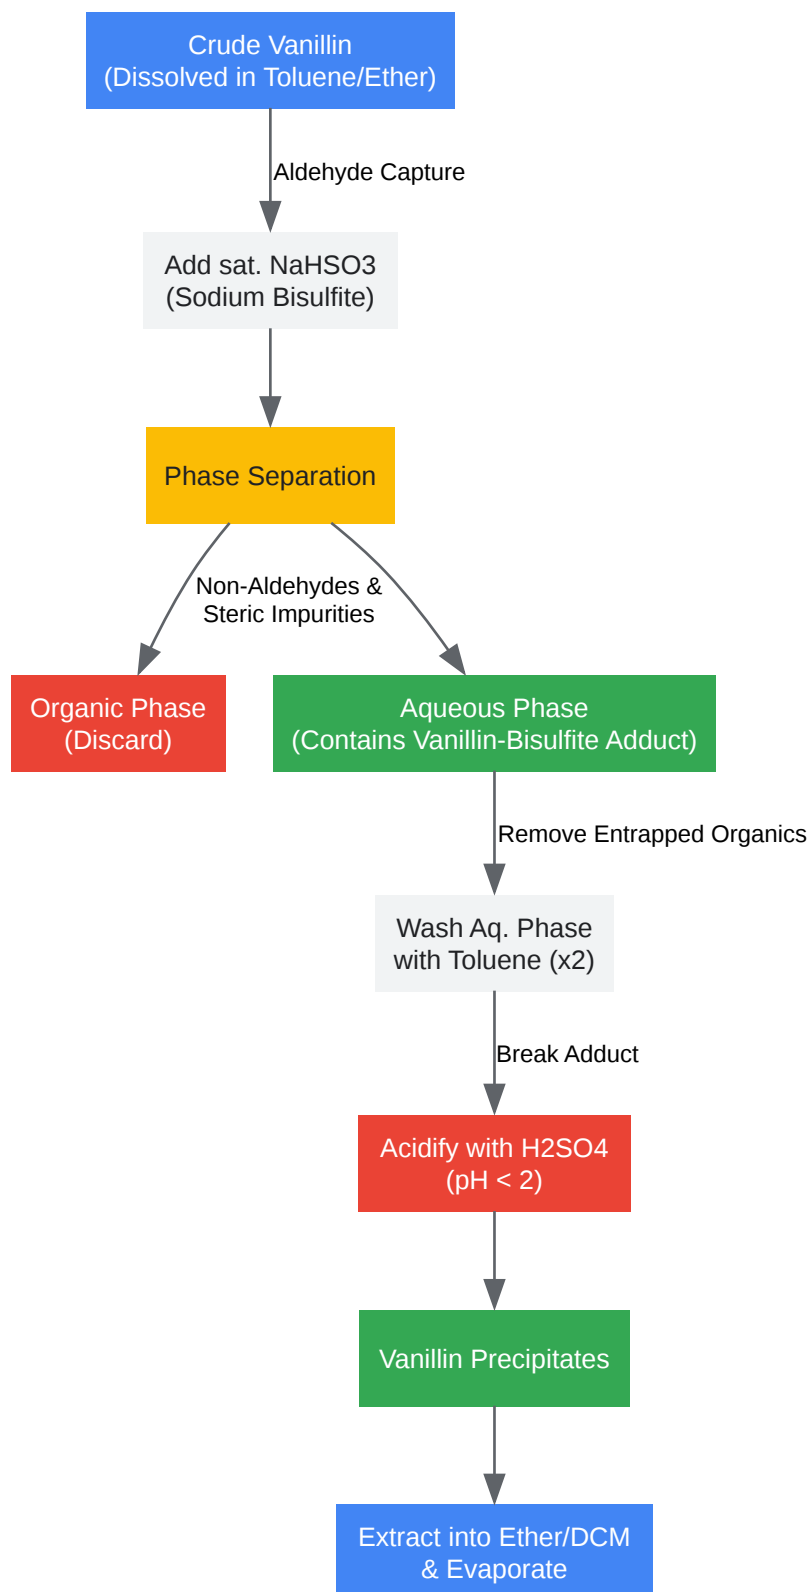 Crude Vanillin
(Dissolved in Toluene/Ether)
Aldehyde Capture
Add sat. NaHSO3
(Sodium Bisulfite)
Phase Separation
Non-Aldehydes &
Steric Impurities
Organic Phase
(Discard)
Aqueous Phase
(Contains Vanillin-Bisulfite Adduct)
Remove Entrapped Organics
Wash Aq. Phase
with Toluene (x2)
Break Adduct
Acidify with H2SO4
(pH < 2)
Vanillin Precipitates
Extract into Ether/DCM
& Evaporate